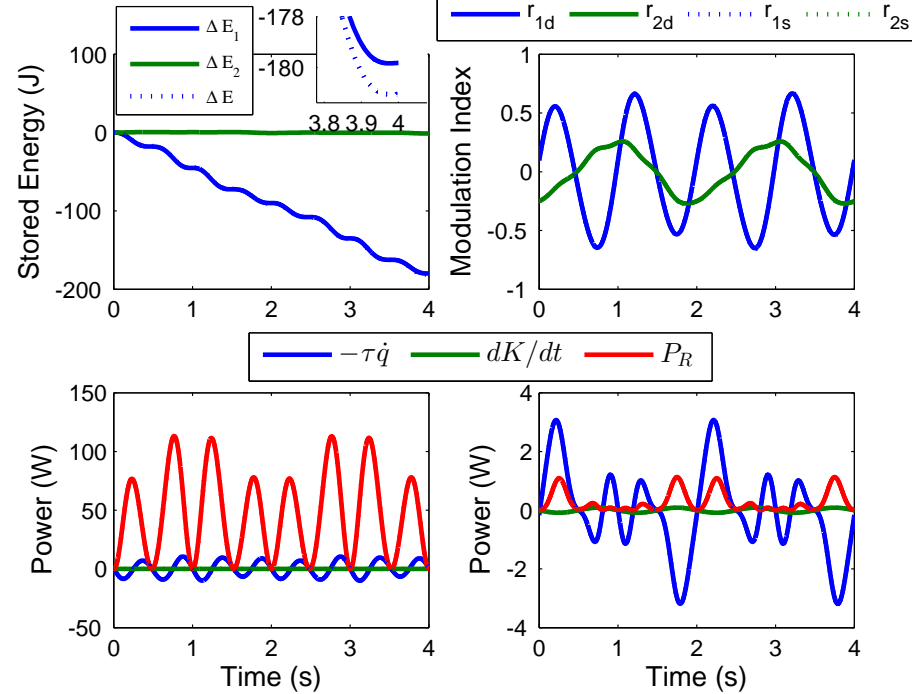 ΔE₁
ΔE₂
ΔE
-178
-180
3.8 3.9 4
r₁d r₂d r₁s r₂s
Stored Energy (J)
100
0
-100
-200
0 1 2 3 4
Modulation Index
1
0.5
0
-0.5
-1
0 1 2 3 4
−τq̇ dK/dt P_R
Power (W)
150
100
50
0
-50
0 1 2 3 4
Time (s)
Power (W)
4
2
0
-2
-4
0 1 2 3 4
Time (s)